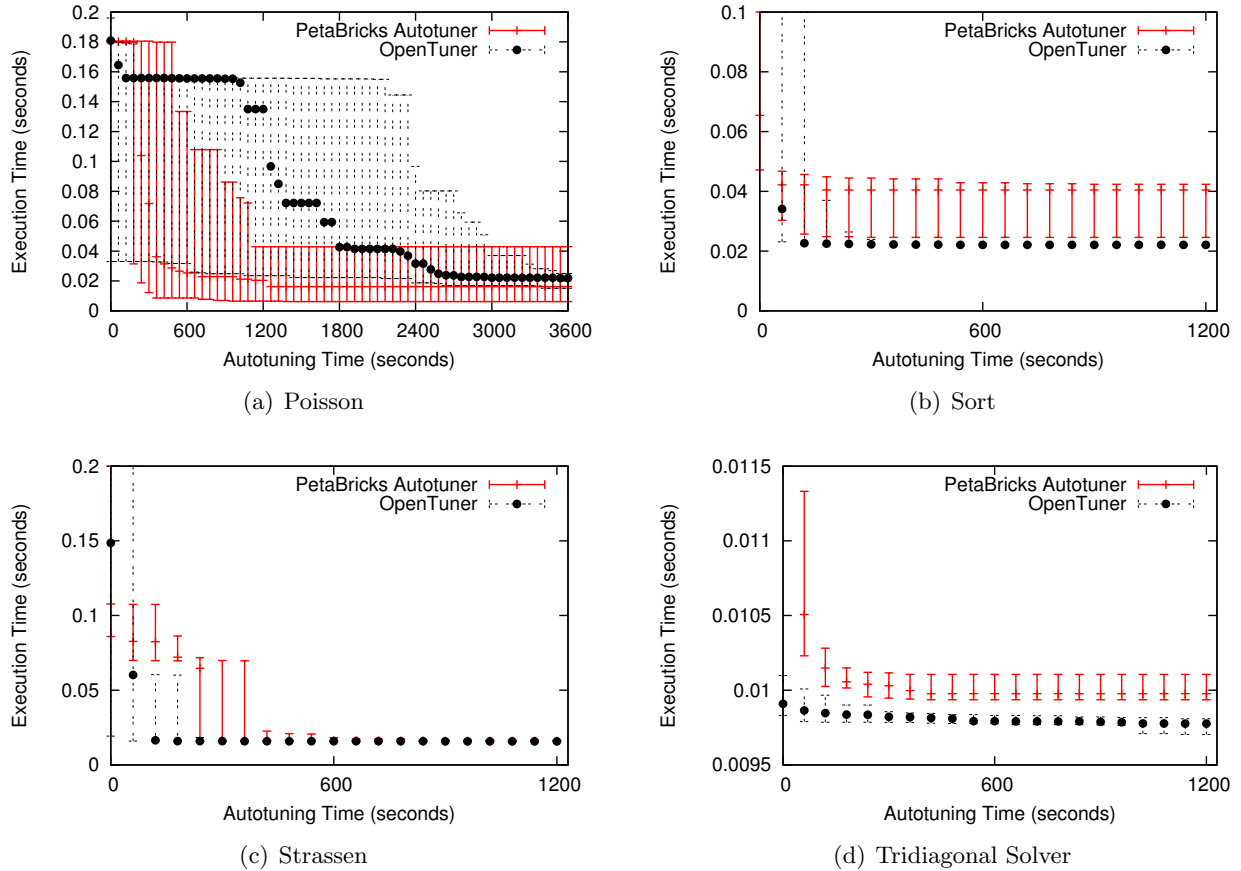 PetaBricks Autotuner
OpenTuner
Execution Time (seconds)
0.2
0.18
0.16
0.14
0.12
0.1
0.08
0.06
0.04
0.02
0
0 600 1200 1800 2400 3000 3600
Autotuning Time (seconds)
(a) Poisson
PetaBricks Autotuner
OpenTuner
Execution Time (seconds)
0.1
0.08
0.06
0.04
0.02
0
0 600 1200
Autotuning Time (seconds)
(b) Sort
PetaBricks Autotuner
OpenTuner
Execution Time (seconds)
0.2
0.15
0.1
0.05
0
0 600 1200
Autotuning Time (seconds)
(c) Strassen
PetaBricks Autotuner
OpenTuner
Execution Time (seconds)
0.0115
0.011
0.0105
0.01
0.0095
0 600 1200
Autotuning Time (seconds)
(d) Tridiagonal Solver